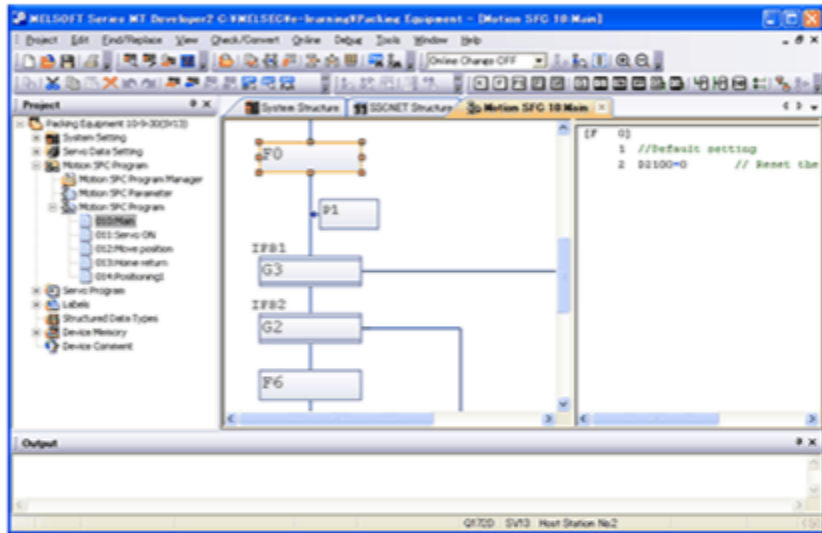 MELSOFT Series MT Developer2 C:¥MELSEC¥e-learning¥Packing Equipment - [Motion SFC 10:Main]
Project Edit Find/Replace View Check/Convert Online Debug Tools Window Help
Online Change OFF
Project
System Structure
SSCNET Structure
Motion SFC 10:Main
Packing Equipment 10-9-30(SV13)
System Setting
Servo Data Setting
Motion SFC Program
Motion SFC Program Manager
Motion SFC Parameter
Motion SFC Program
010:Main
011:Servo ON
012:Move position
013:Home return
014:Positioning1
Servo Program
Labels
Structured Data Types
Device Memory
Device Comment
F0
P1
IFB1
G3
IFB2
G2
F6
[F 0]
1 //Default setting
2 D2100=0 // Reset the
Output
Q172D SV13 Host Station No.2